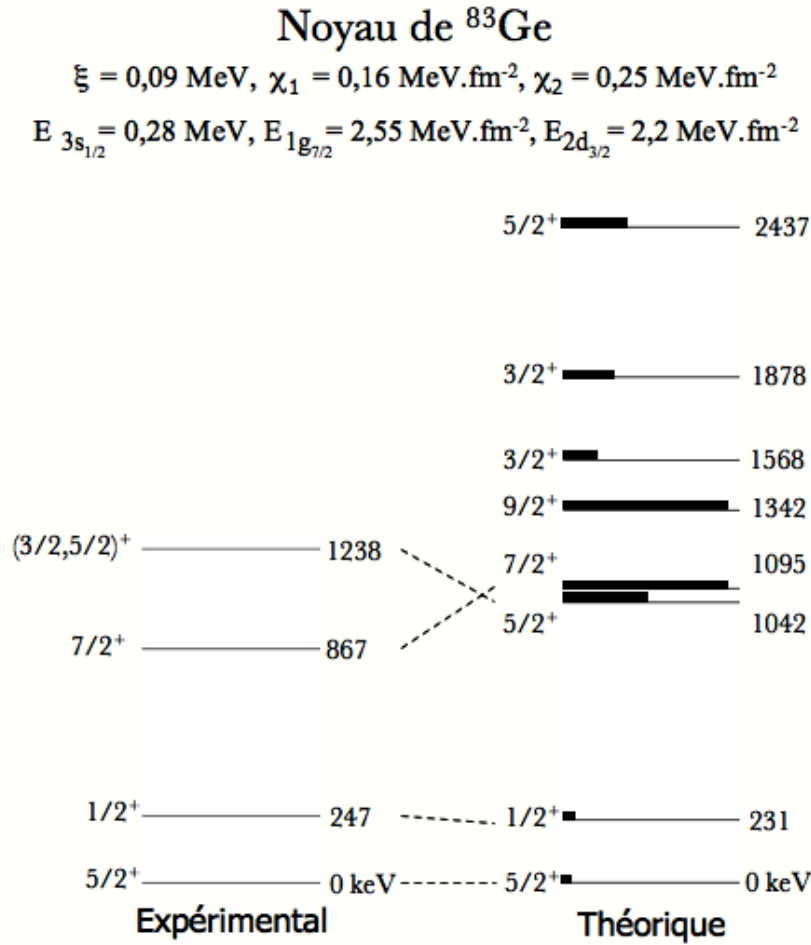 Noyau de ⁸³Ge
ξ = 0,09 MeV, χ₁ = 0,16 MeV.fm⁻², χ₂ = 0,25 MeV.fm⁻²
E 3s₁/₂ = 0,28 MeV, E 1g₇/₂ = 2,55 MeV.fm⁻², E 2d₃/₂ = 2,2 MeV.fm⁻²
5/2⁺ 2437
3/2⁺ 1878
3/2⁺ 1568
9/2⁺ 1342
(3/2,5/2)⁺ 1238
7/2⁺ 1095
5/2⁺ 1042
7/2⁺ 867
1/2⁺ 247 1/2⁺ 231
5/2⁺ 0 keV 5/2⁺ 0 keV
Expérimental Théorique